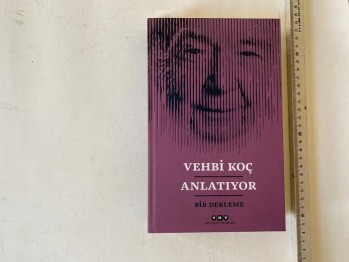 VEHBİ KOÇ
ANLATIYOR
BİR DERLEME